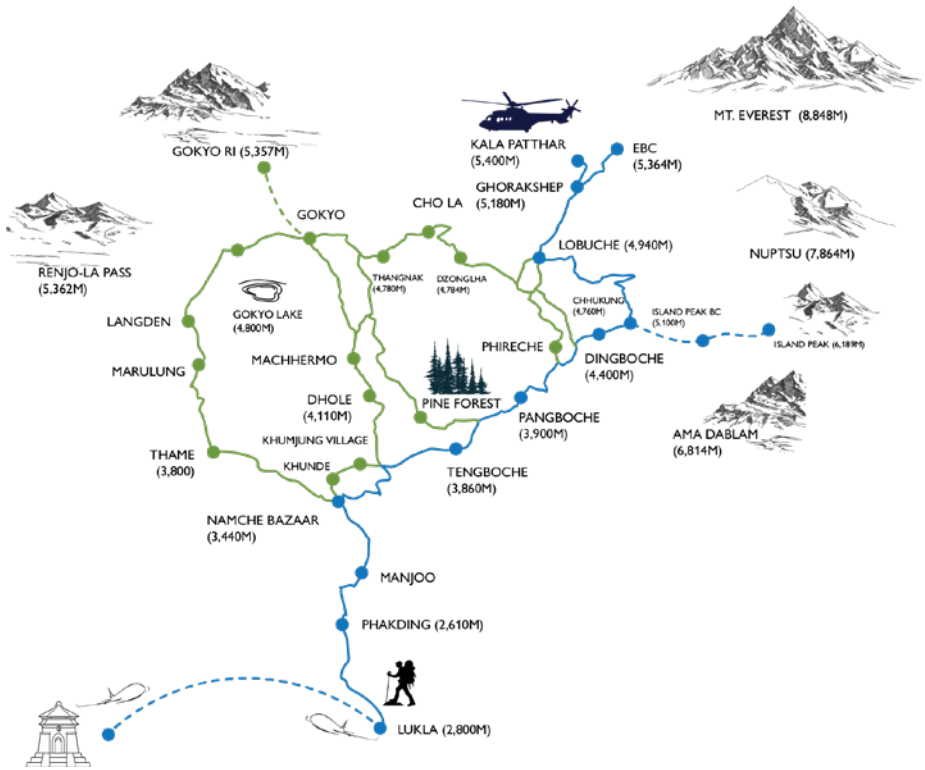 MT. EVEREST (8,848M)
GOKYO RI (5,357M)
KALA PATTHAR
(5,400M)
EBC
(5,364M)
GHORAKSHEP
(5,180M)
CHO LA
GOKYO
LOBUCHE (4,940M)
NUPTSU (7,864M)
RENJO-LA PASS
(5,362M)
THANGNAK
(4,780M)
DZONGLHA
(4,784M)
CHHUKUNG
(4,760M)
ISLAND PEAK BC
(5,100M)
GOKYO LAKE
(4,800M)
LANGDEN
ISLAND PEAK (6,189M)
PHIRECHE
MACHHERMO
DINGBOCHE
(4,400M)
MARULUNG
DHOLE
(4,110M)
PINE FOREST
PANGBOCHE
(3,900M)
AMA DABLAM
(6,814M)
KHUMJUNG VILLAGE
THAME
(3,800)
KHUNDE
TENGBOCHE
(3,860M)
NAMCHE BAZAAR
(3,440M)
MANJOO
PHAKDING (2,610M)
LUKLA (2,800M)